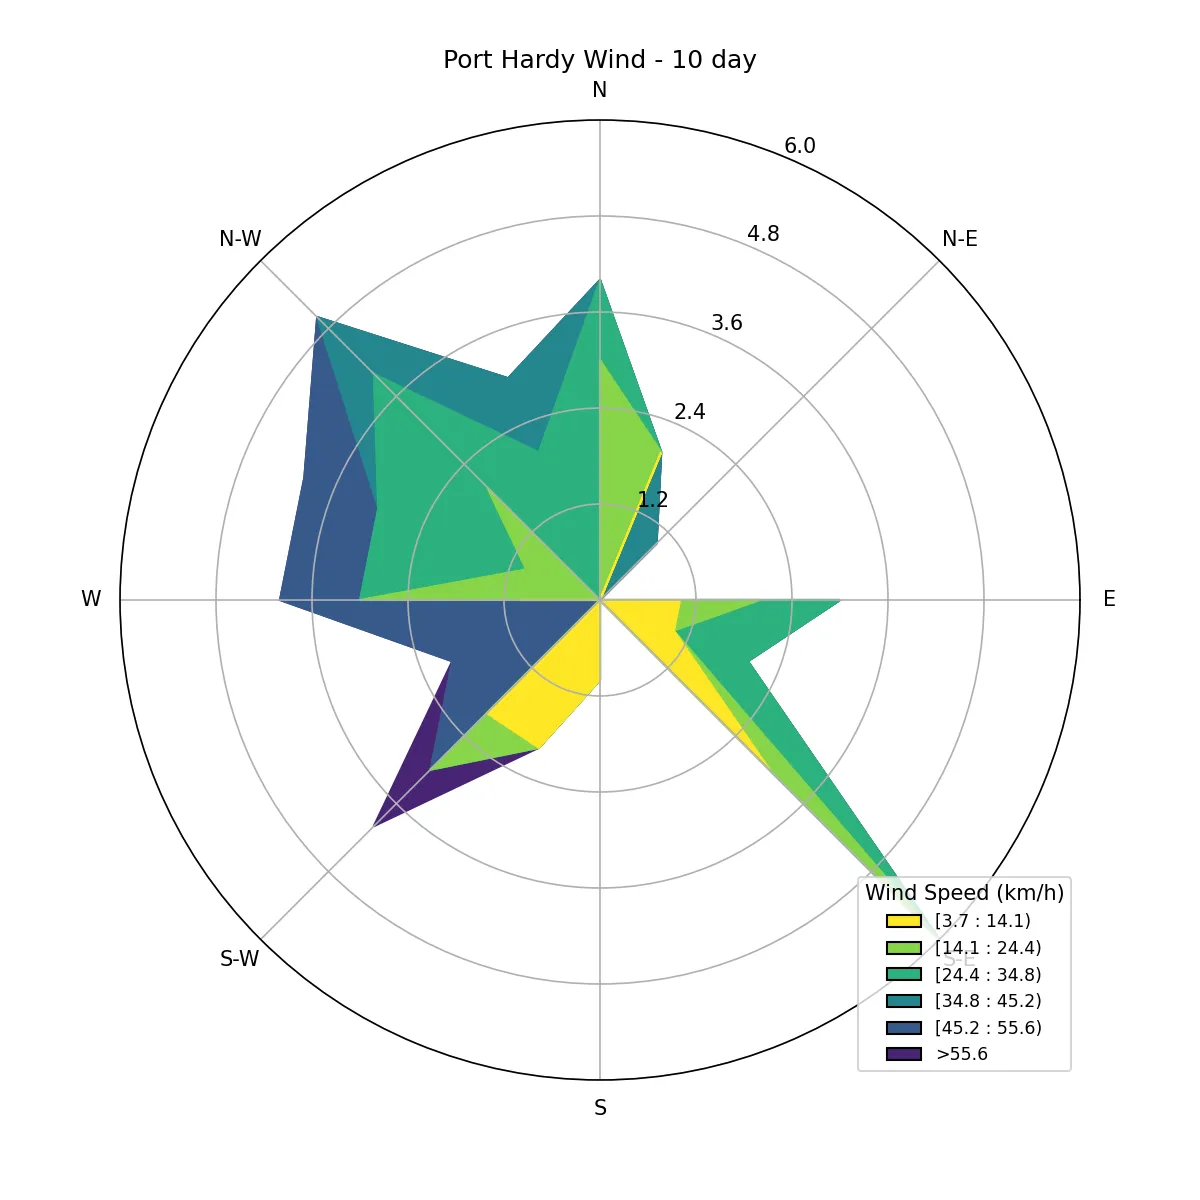 Port Hardy Wind - 10 day
N
6.0
N-W
N-E
4.8
3.6
2.4
1.2
W
E
S-W
S-E
S
Wind Speed (km/h)
[3.7 : 14.1)
[14.1 : 24.4)
[24.4 : 34.8)
[34.8 : 45.2)
[45.2 : 55.6)
>55.6